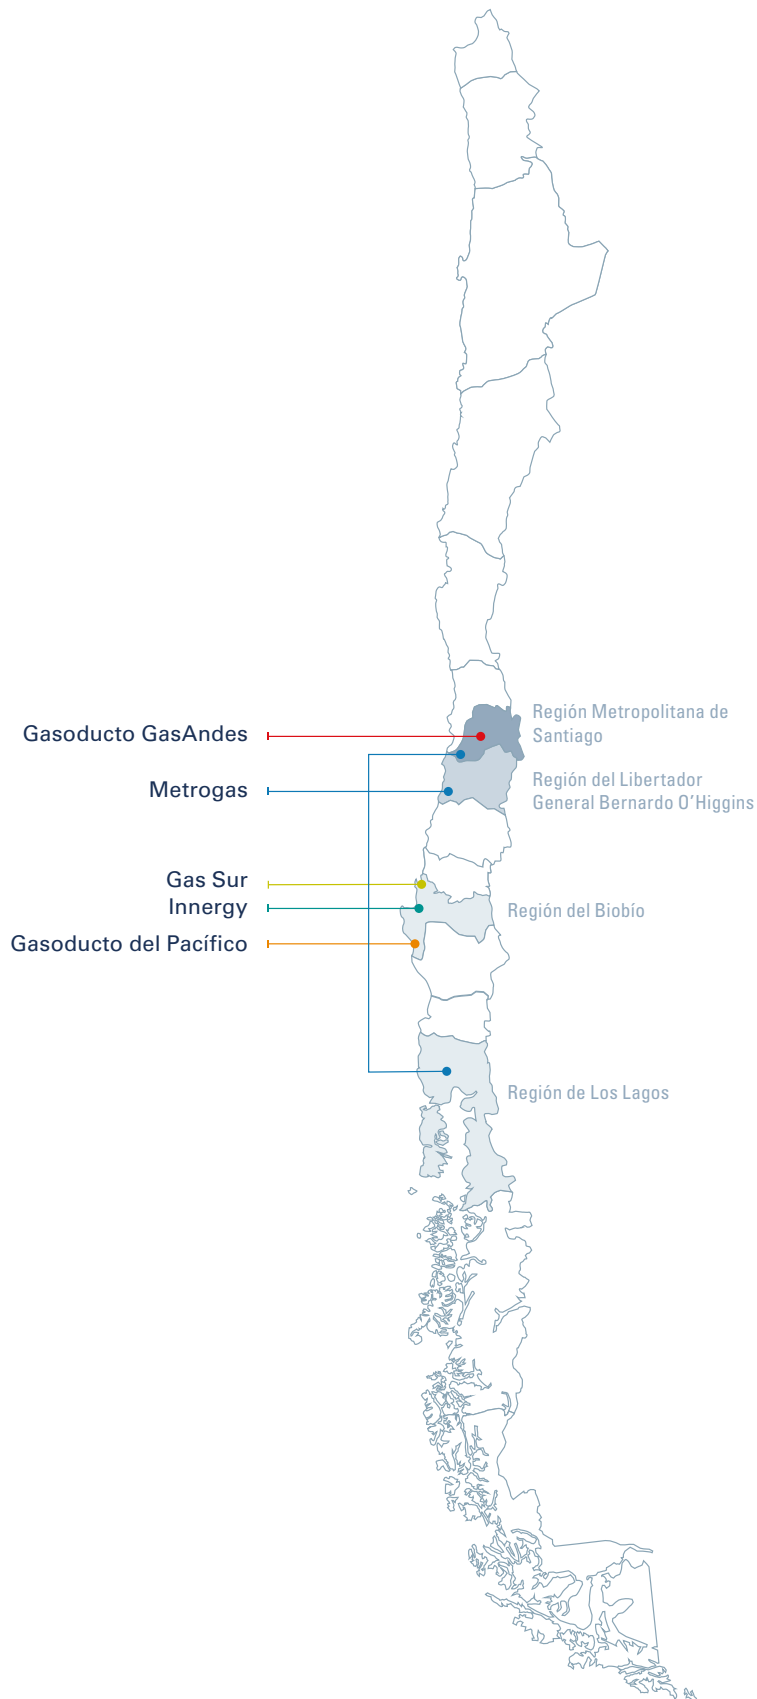 Gasoducto GasAndes
Metrogas
Gas Sur
Innergy
Gasoducto del Pacífico
Región Metropolitana de
Santiago
Región del Libertador
General Bernardo O’Higgins
Región del Biobío
Región de Los Lagos